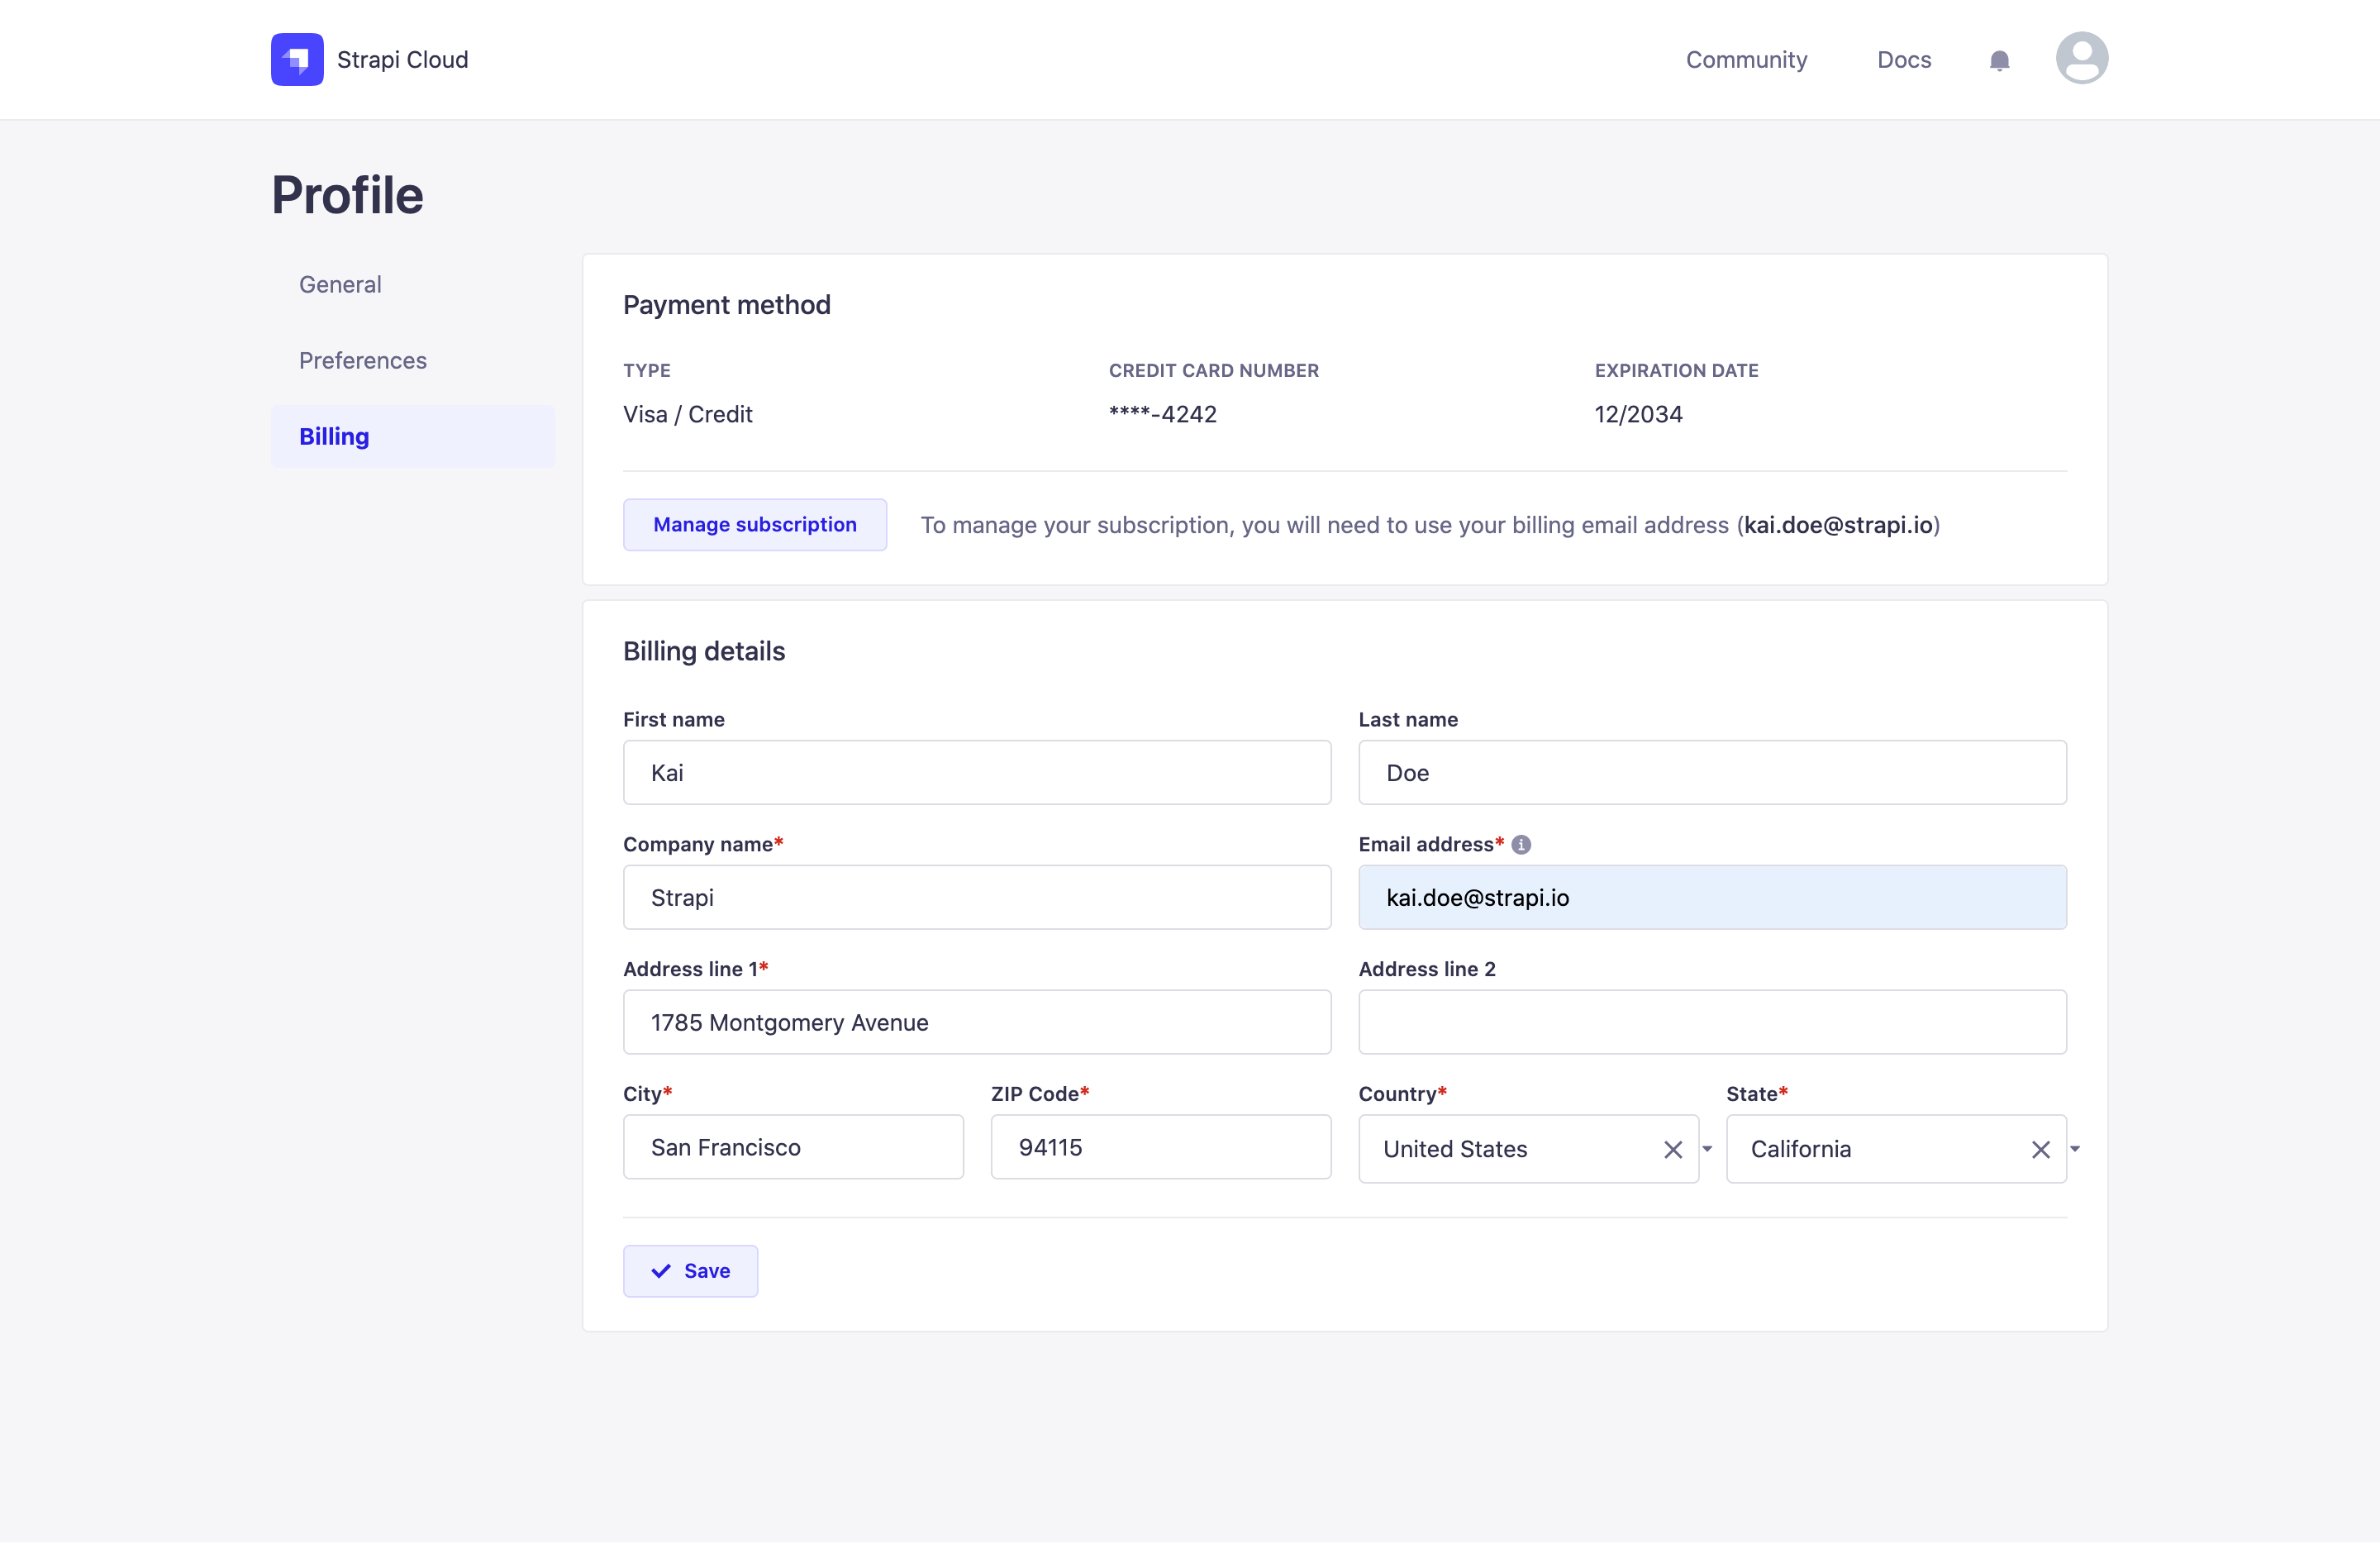 Strapi Cloud
Community
Docs
Profile
General
Preferences
Billing
Payment method
TYPE
CREDIT CARD NUMBER
EXPIRATION DATE
Visa / Credit
****-4242
12/2034
Manage subscription
To manage your subscription, you will need to use your billing email address (kai.doe@strapi.io)
Billing details
First name
Last name
Kai
Doe
Company name*
Email address*
Strapi
kai.doe@strapi.io
Address line 1*
Address line 2
1785 Montgomery Avenue
City*
ZIP Code*
Country*
State*
San Francisco
94115
United States
California
Save